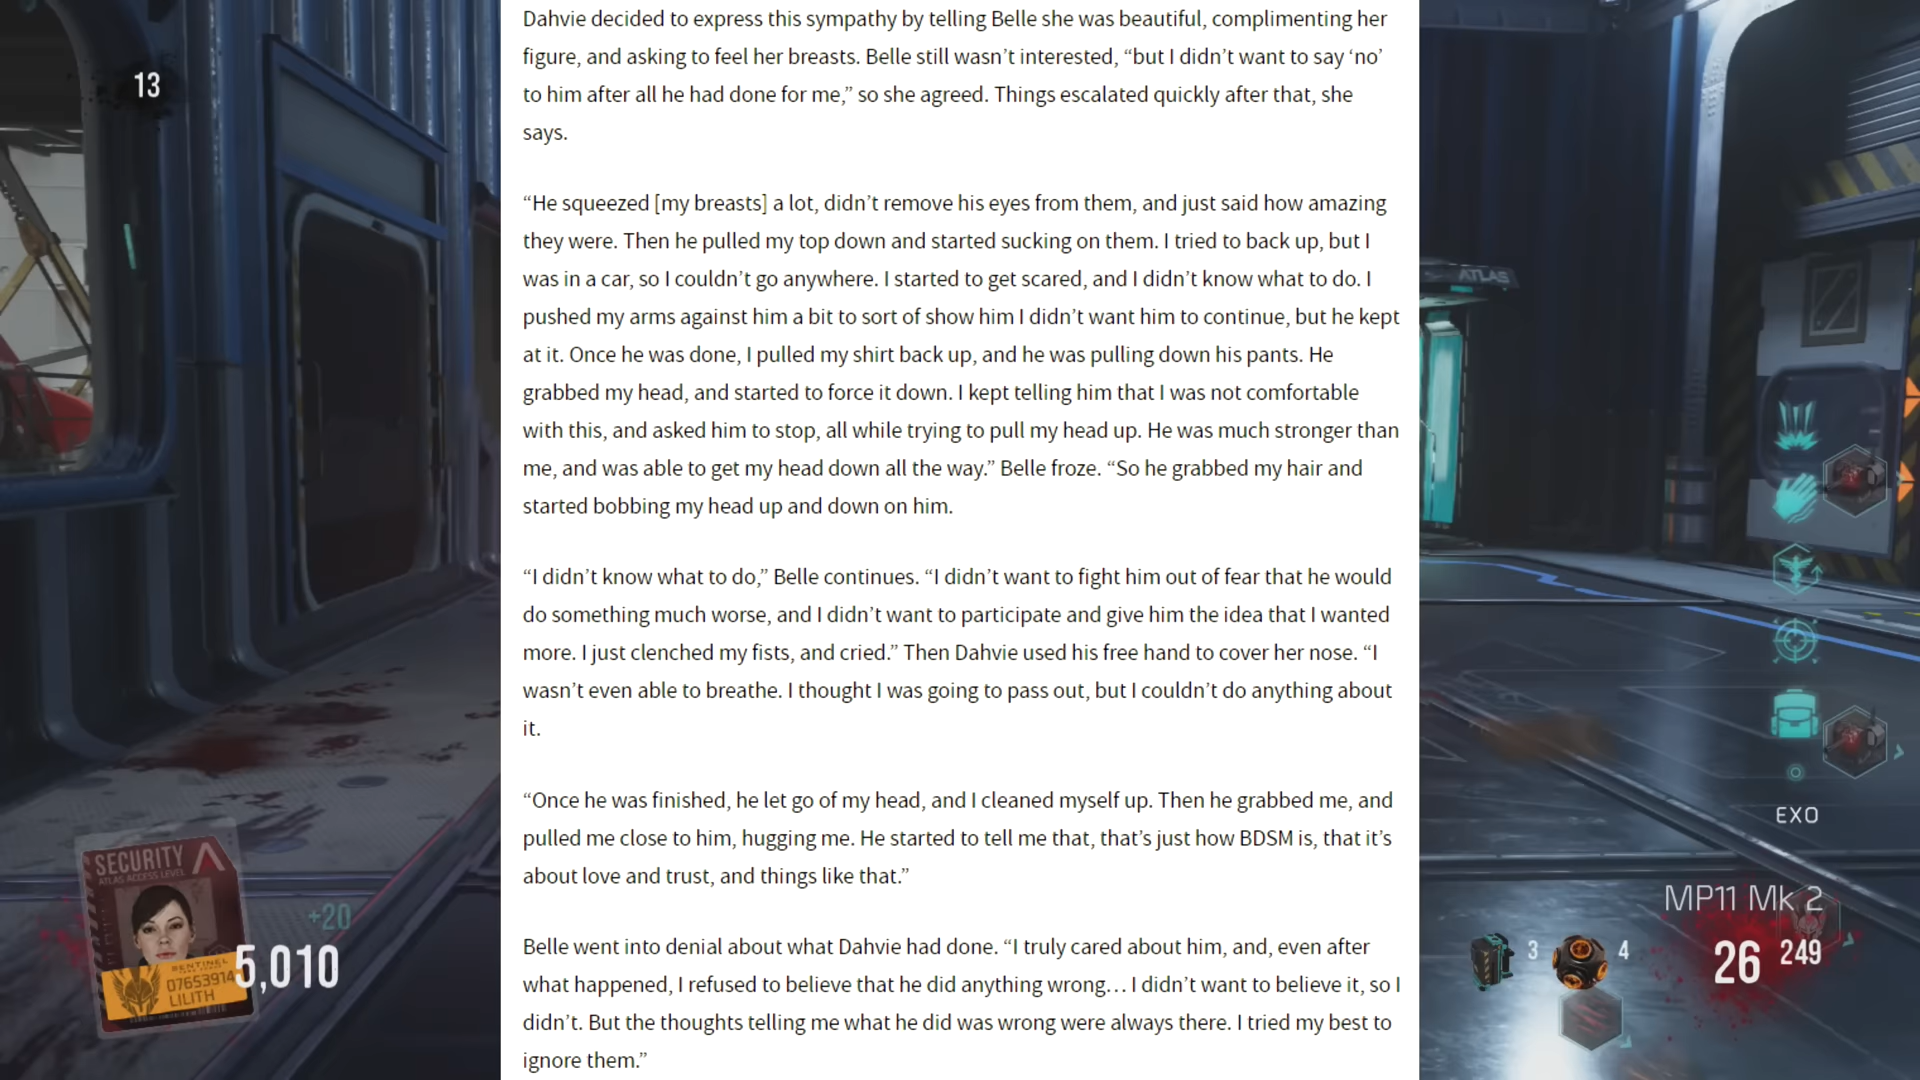 13
Dahvie decided to express this sympathy by telling Belle she was beautiful, complimenting her
figure, and asking to feel her breasts. Belle still wasn’t interested, “but I didn’t want to say ‘no’
to him after all he had done for me,” so she agreed. Things escalated quickly after that, she
says.
“He squeezed [my breasts] a lot, didn’t remove his eyes from them, and just said how amazing
they were. Then he pulled my top down and started sucking on them. I tried to back up, but I
was in a car, so I couldn’t go anywhere. I started to get scared, and I didn’t know what to do. I
pushed my arms against him a bit to sort of show him I didn’t want him to continue, but he kept
at it. Once he was done, I pulled my shirt back up, and he was pulling down his pants. He
grabbed my head, and started to force it down. I kept telling him that I was not comfortable
with this, and asked him to stop, all while trying to pull my head up. He was much stronger than
me, and was able to get my head down all the way.” Belle froze. “So he grabbed my hair and
started bobbing my head up and down on him.
“I didn’t know what to do,” Belle continues. “I didn’t want to fight him out of fear that he would
do something much worse, and I didn’t want to participate and give him the idea that I wanted
more. I just clenched my fists, and cried.” Then Dahvie used his free hand to cover her nose. “I
wasn’t even able to breathe. I thought I was going to pass out, but I couldn’t do anything about
it.
“Once he was finished, he let go of my head, and I cleaned myself up. Then he grabbed me, and
pulled me close to him, hugging me. He started to tell me that, that’s just how BDSM is, that it’s
about love and trust, and things like that.”
Belle went into denial about what Dahvie had done. “I truly cared about him, and, even after
what happened, I refused to believe that he did anything wrong… I didn’t want to believe it, so I
didn’t. But the thoughts telling me what he did was wrong were always there. I tried my best to
ignore them.”
SECURITY
ATLAS ACCESS LEVEL
SENTINEL
07653914
LILITH
+20
5,010
ATLAS
EXO
MP11 Mk 2
3
4
26
249